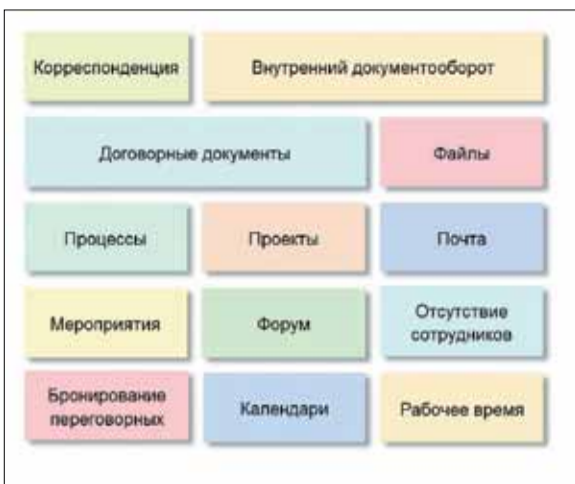 Корреспонденция
Внутренний документооборот
Договорные документы
Файлы
Процессы
Проекты
Почта
Мероприятия
Форум
Отсутствие
сотрудников
Бронирование
переговорных
Календари
Рабочее время